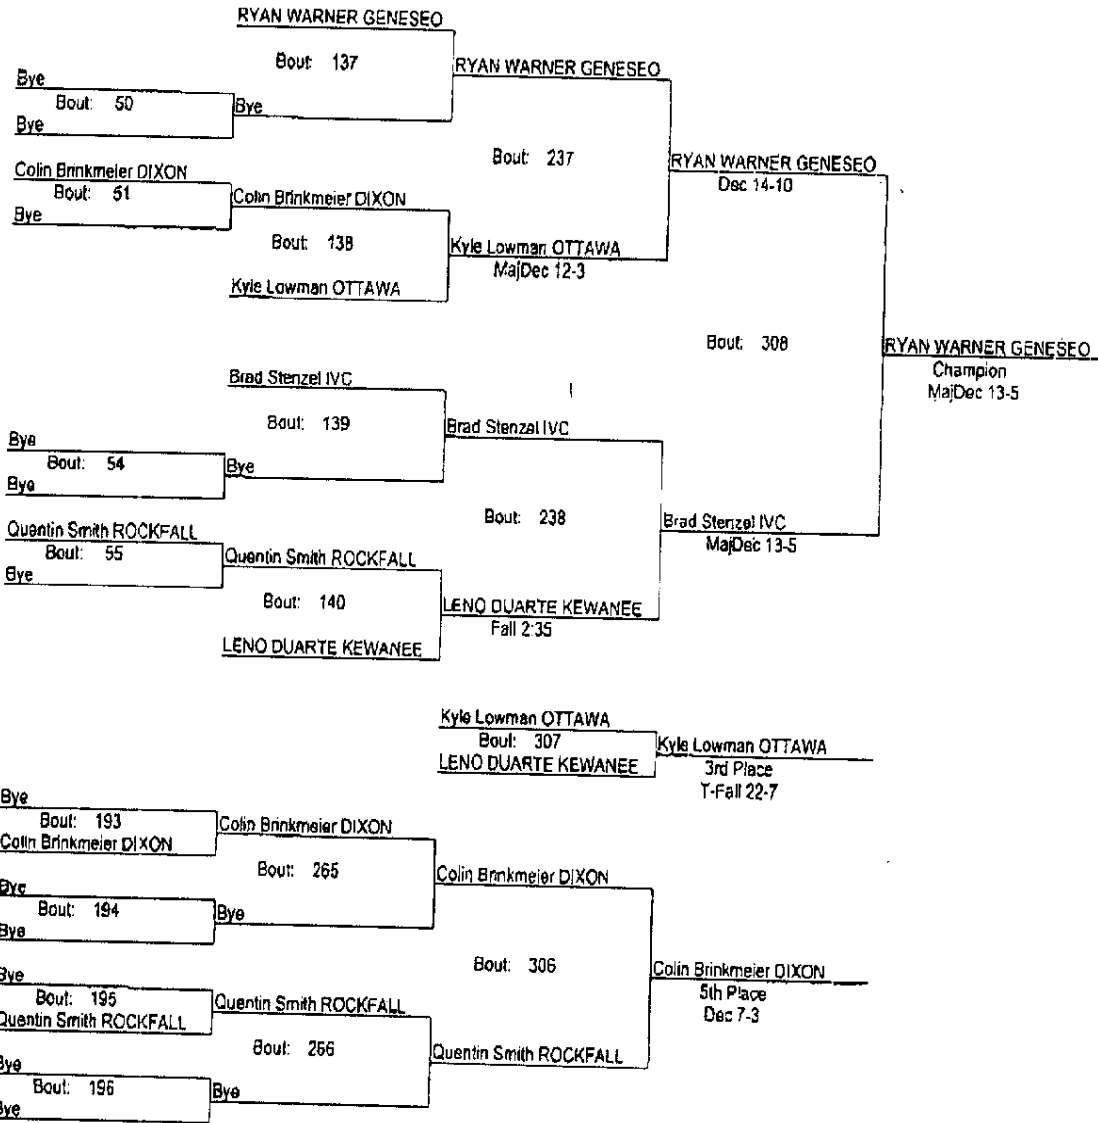 RYAN WARNER GENESEO
Bout: 137
RYAN WARNER GENESEO
Bye
Bout: 50
Bye
Bye
Bout: 237
RYAN WARNER GENESEO
Dec 14-10
Colin Brinkmeier DIXON
Bout: 51
Colin Brinkmeier DIXON
Bye
Bout: 138
Kyle Lowman OTTAWA
MajDec 12-3
Kyle Lowman OTTAWA
Bout: 308
RYAN WARNER GENESEO
Champion
MajDec 13-5
Brad Stenzel IVC
Bout: 139
Brad Stenzel IVC
Bye
Bout: 54
Bye
Bye
Bout: 238
Brad Stenzel IVC
MajDec 13-5
Quentin Smith ROCKFALL
Bout: 55
Quentin Smith ROCKFALL
Bye
Bout: 140
LENO DUARTE KEWANEE
Fall 2:35
LENO DUARTE KEWANEE
Kyle Lowman OTTAWA
Bout: 307
Kyle Lowman OTTAWA
LENO DUARTE KEWANEE
3rd Place
T-Fall 22-7
Bye
Bout: 193
Colin Brinkmeier DIXON
Colin Brinkmeier DIXON
Bout: 265
Colin Brinkmeier DIXON
Bye
Bout: 194
Bye
Bye
Bout: 306
Colin Brinkmeier DIXON
5th Place
Dec 7-3
Bye
Bout: 195
Quentin Smith ROCKFALL
Quentin Smith ROCKFALL
Bout: 266
Quentin Smith ROCKFALL
Bye
Bout: 196
Bye
Bye